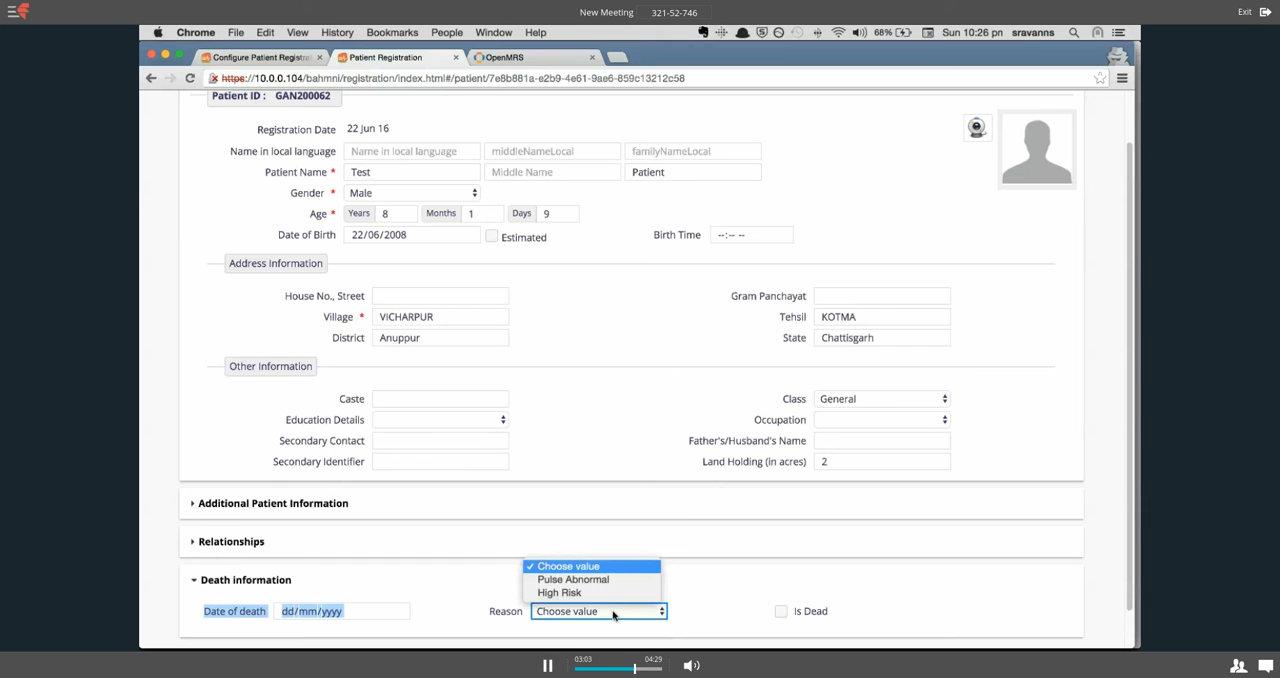 New Meeting 321-52-746 Exit
Chrome File Edit View History Bookmarks People Window Help 68% Sun 10:26 pm sravanns
Configure Patient Registra Patient Registration OpenMRS
https://10.0.0.104/bahmni/registration/index.html#/patient/7e8b881a-e2b9-4e61-9ae6-859c13212c58
Patient ID : GAN200062
Registration Date 22 Jun 16
Name in local language Name in local language middleNameLocal familyNameLocal
Patient Name * Test Middle Name Patient
Gender * Male
Age * Years 8 Months 1 Days 9
Date of Birth 22/06/2008 Estimated Birth Time --:-- --
Address Information
House No., Street Gram Panchayat
Village * VICHARPUR Tehsil KOTMA
District Anuppur State Chattisgarh
Other Information
Caste Class General
Education Details Occupation
Secondary Contact Father's/Husband's Name
Secondary Identifier Land Holding (in acres) 2
Additional Patient Information
Relationships
Choose value
Death information Pulse Abnormal
High Risk
Date of death dd/mm/yyyy Reason Choose value Is Dead
03:03 04:29